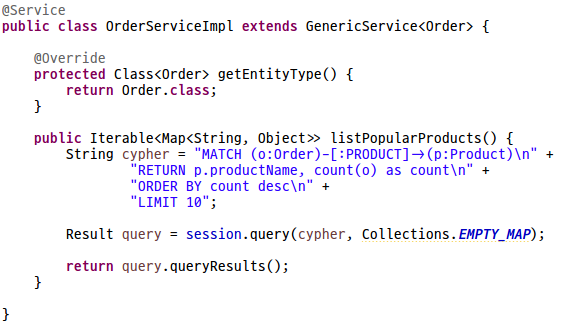 @Service
public class OrderServiceImpl extends GenericService<Order> {
@Override
protected Class<Order> getEntityType() {
return Order.class;
}
public Iterable<Map<String, Object>> listPopularProducts() {
String cypher = "MATCH (o:Order)-[:PRODUCT]→(p:Product)\n" +
"RETURN p.productName, count(o) as count\n" +
"ORDER BY count desc\n" +
"LIMIT 10";
Result query = session.query(cypher, Collections.EMPTY_MAP);
return query.queryResults();
}
}